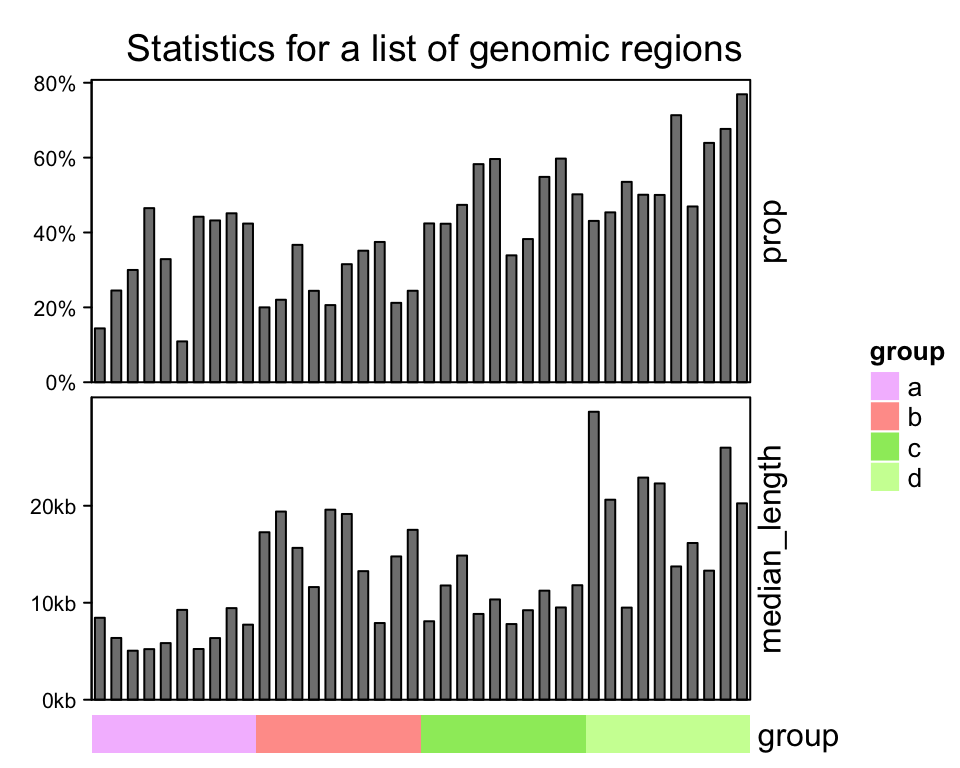 Statistics for a list of genomic regions
80%
60%
40%
20%
0%
prop
20kb
10kb
0kb
median_length
group
group
a
b
c
d